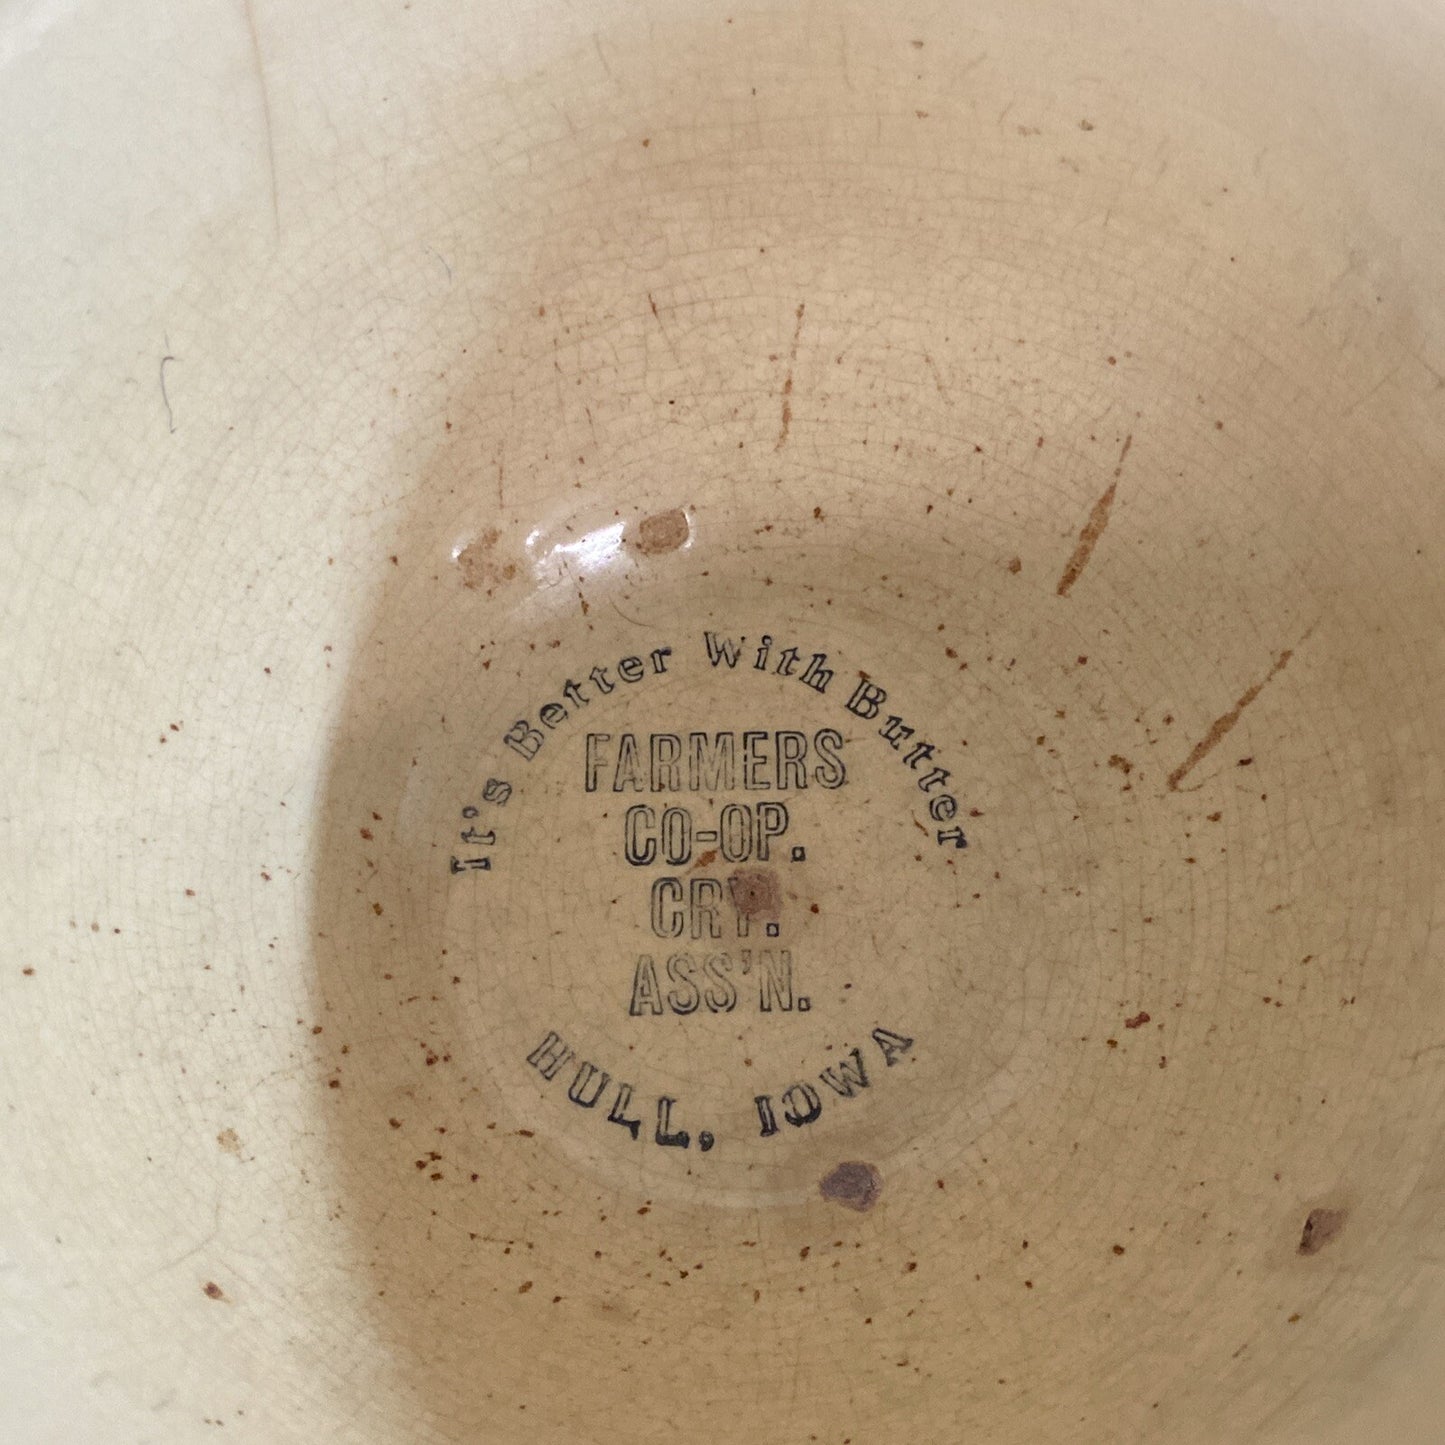 It's Better With Butter
FARMERS
CO-OP.
CRY.
ASS'N.
HULL, IOWA